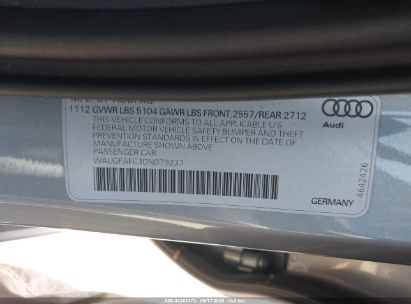 MFD BY AUDI AG
1112 GVWR LBS 5104 GAWR LBS FRONT 2557/REAR 2712
THIS VEHICLE CONFORMS TO ALL APPLICABLE U.S.
FEDERAL MOTOR VEHICLE SAFETY BUMPER AND THEFT
PREVENTION STANDARDS IN EFFECT ON THE DATE OF
MANUFACTURE SHOWN ABOVE
PASSENGER CAR
WAUGFAFC3DN079237
Audi
GERMANY
4642426